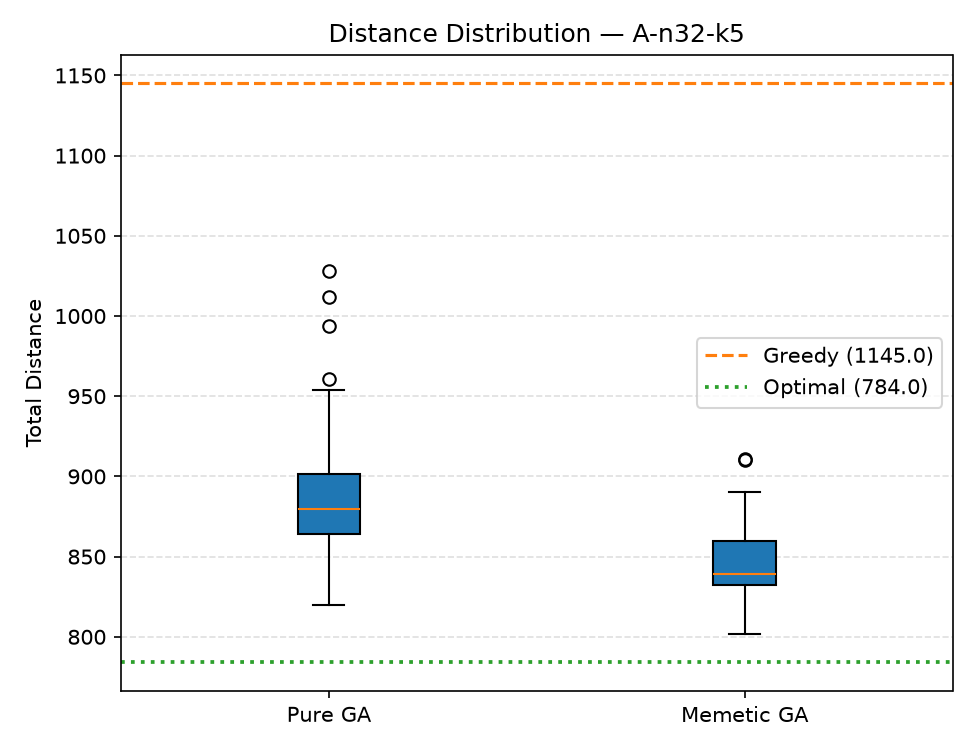 Distance Distribution — A-n32-k5
Total Distance
1150
1100
1050
1000
950
900
850
800
Greedy (1145.0)
Optimal (784.0)
Pure GA
Memetic GA